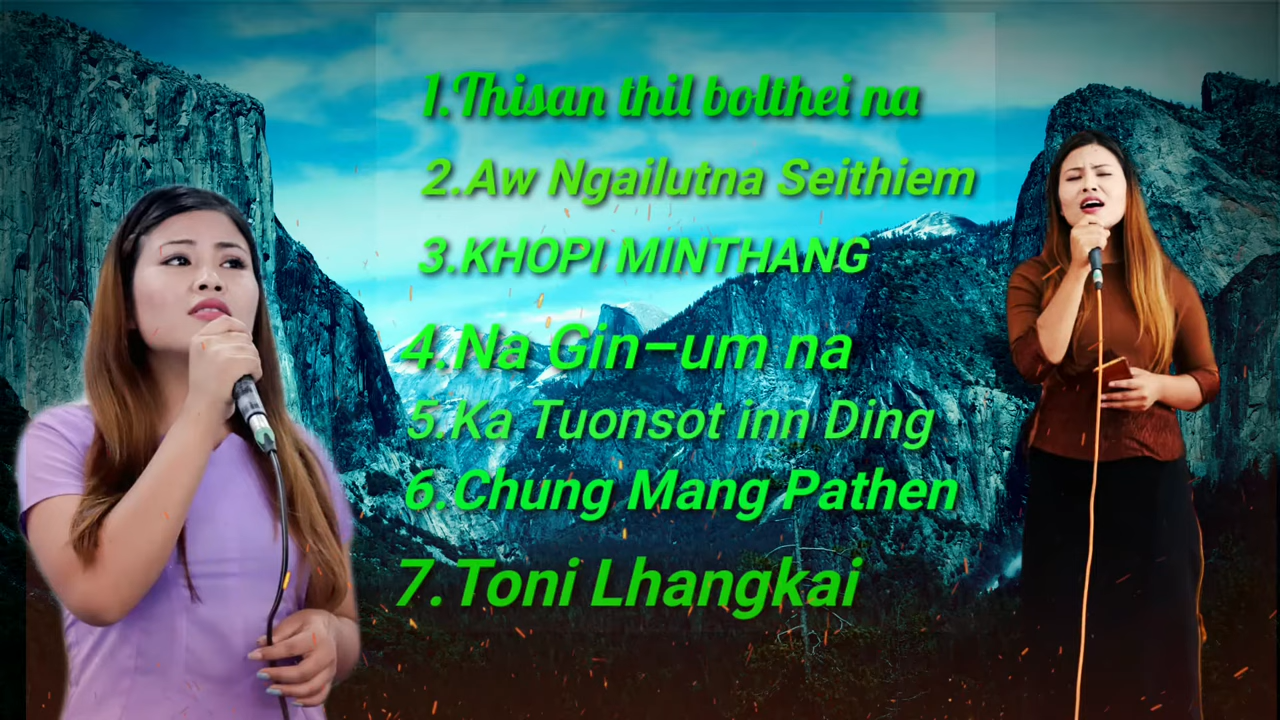 1.Thisan thil bolthei na
2.Aw Ngailutna Seithiem
3.KHOPI MINTHANG
4.Na Gin-um na
5.Ka Tuonsot inn Ding
6.Chung Mang Pathen
7.Toni Lhangkai